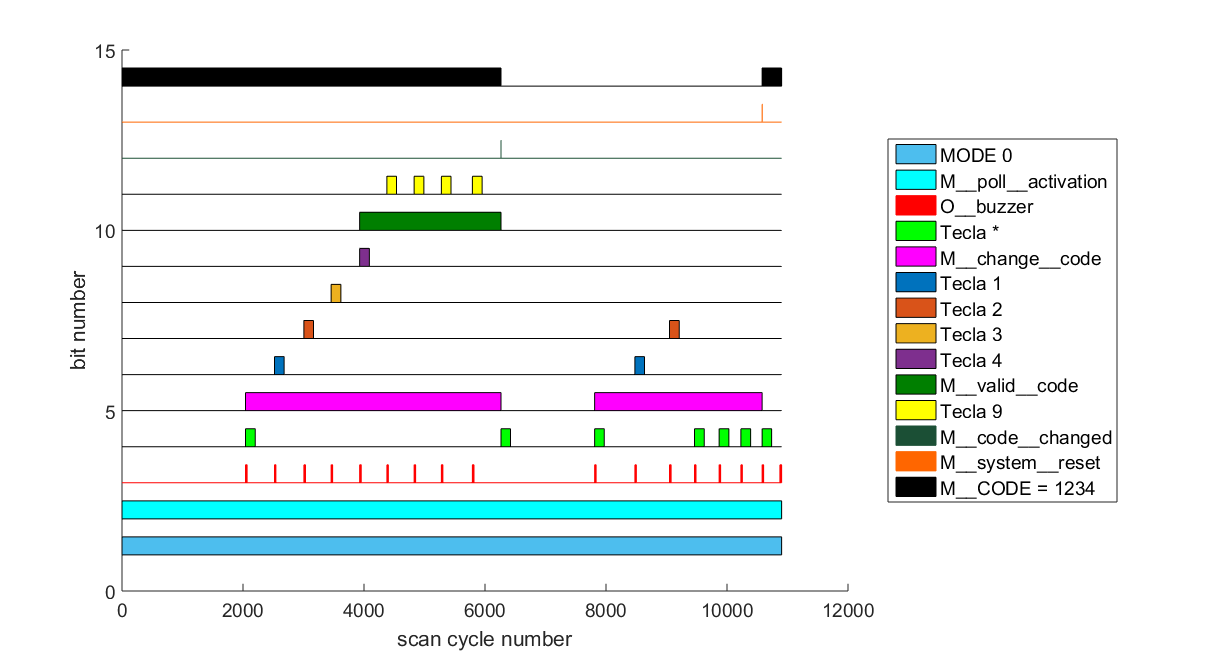 15
10
5
0
bit number
0 2000 4000 6000 8000 10000 12000
scan cycle number
MODE 0
M__poll__activation
O__buzzer
Tecla *
M__change__code
Tecla 1
Tecla 2
Tecla 3
Tecla 4
M__valid__code
Tecla 9
M__code__changed
M__system__reset
M__CODE = 1234